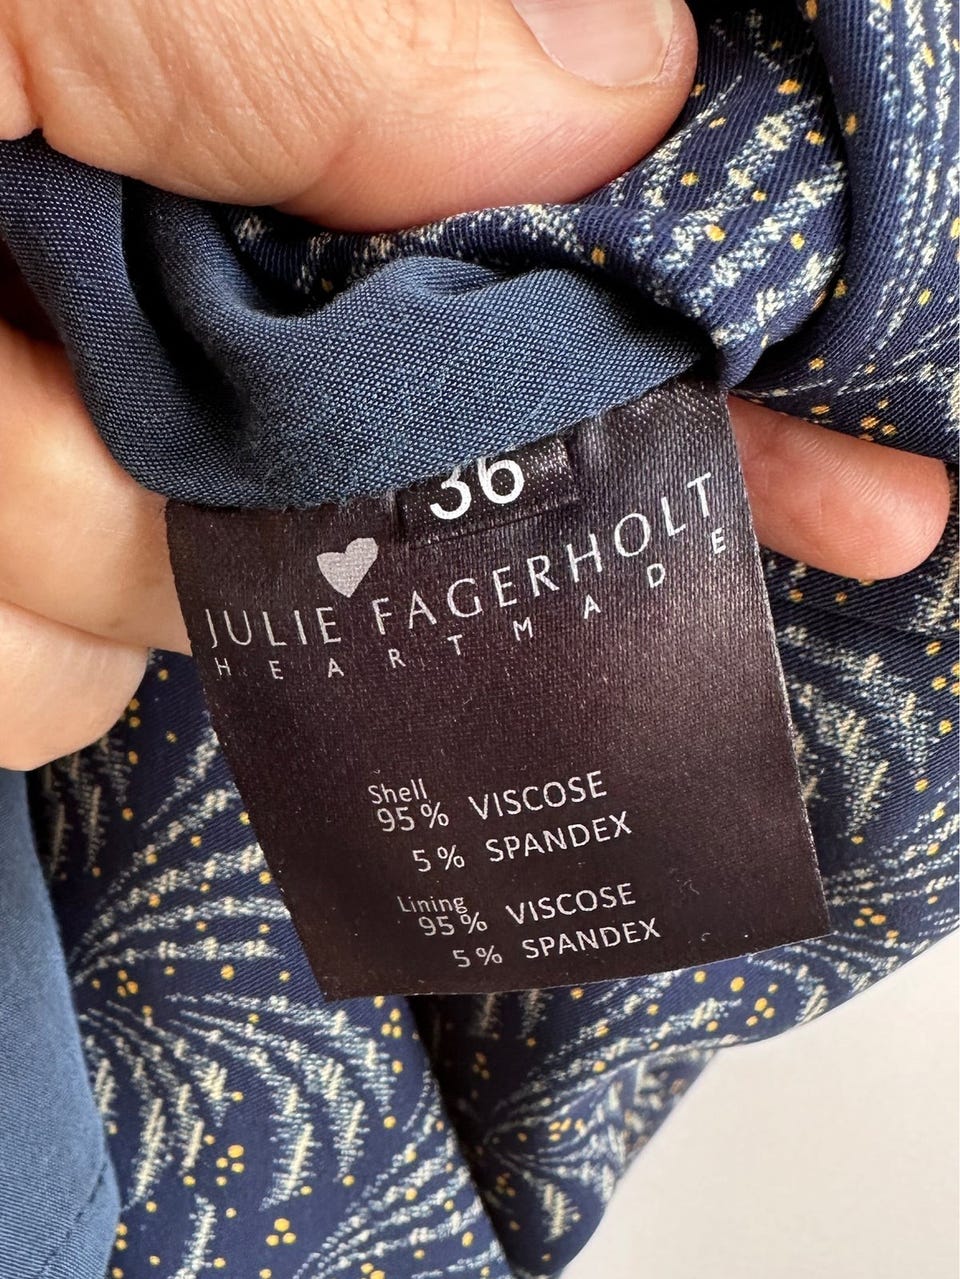 36
JULIE FAGERHOLT
HEARTMADE
Shell
95% VISCOSE
5% SPANDEX
Lining
95% VISCOSE
5% SPANDEX